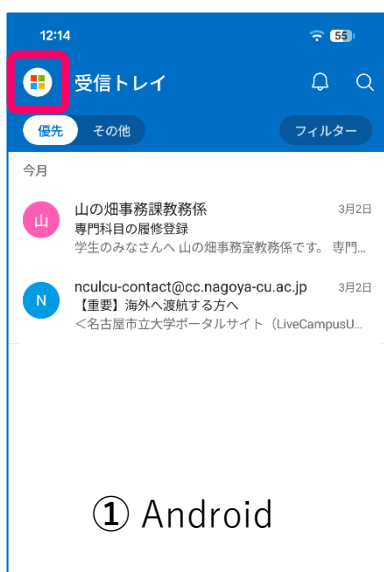 12:14
55
受信トレイ
優先
その他
フィルター
今月
山
山の畑事務課教務係
3月2日
専門科目の履修登録
学生のみなさんへ 山の畑事務室教務係です。 専門...
N
nculcu-contact@cc.nagoya-cu.ac.jp
3月2日
【重要】海外へ渡航する方へ
＜名古屋市立大学ポータルサイト（LiveCampusU...
① Android